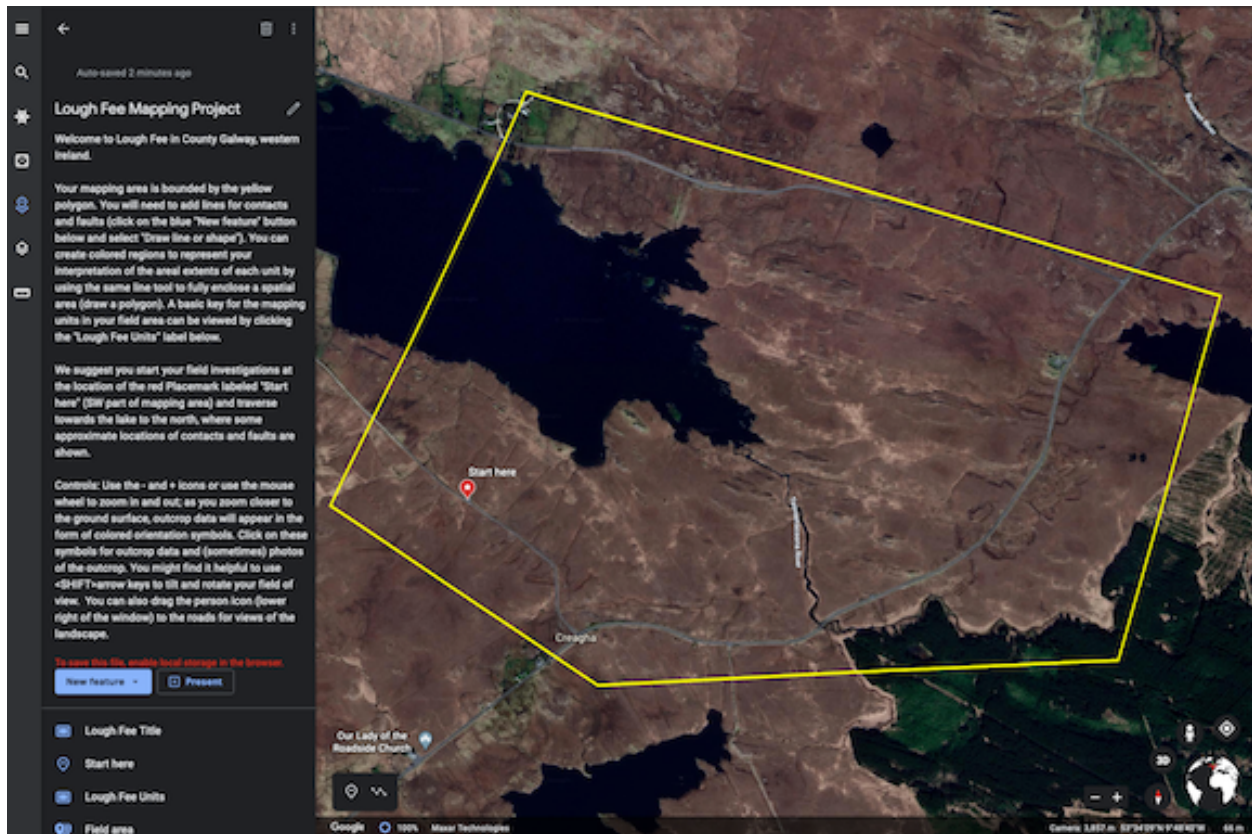 Auto-saved 2 minutes ago
Lough Fee Mapping Project
Welcome to Lough Fee in County Galway, western
Ireland.
Your mapping area is bounded by the yellow
polygon. You will need to add lines for contacts
and faults (click on the blue "New feature" button
below and select "Draw line or shape"). You can
create colored regions to represent your
interpretation of the areal extents of each unit by
using the same line tool to fully enclose a spatial
area (draw a polygon). A basic key for the mapping
units in your field area can be viewed by clicking
the "Lough Fee Units" label below.
We suggest you start your field investigations at
the location of the red Placemark labeled "Start
here" (SW part of mapping area) and traverse
towards the lake to the north, where some
approximate locations of contacts and faults are
shown.
Controls: Use the - and + icons or use the mouse
wheel to zoom in and out; as you zoom closer to
the ground surface, outcrop data will appear in the
form of colored orientation symbols. Click on these
symbols for outcrop data and (sometimes) photos
of the outcrop. You might find it helpful to use
<SHIFT>arrow keys to tilt and rotate your field of
view. You can also drag the person icon (lower
right of the window) to the roads for views of the
landscape.
To save this file, enable local storage in the browser.
New feature
Present
Lough Fee Title
Start here
Lough Fee Units
Field area
Start here
Creagha
Our Lady of the
Roadside Church
3D
Google 100% Maxar Technologies
Camera: 3,857 m